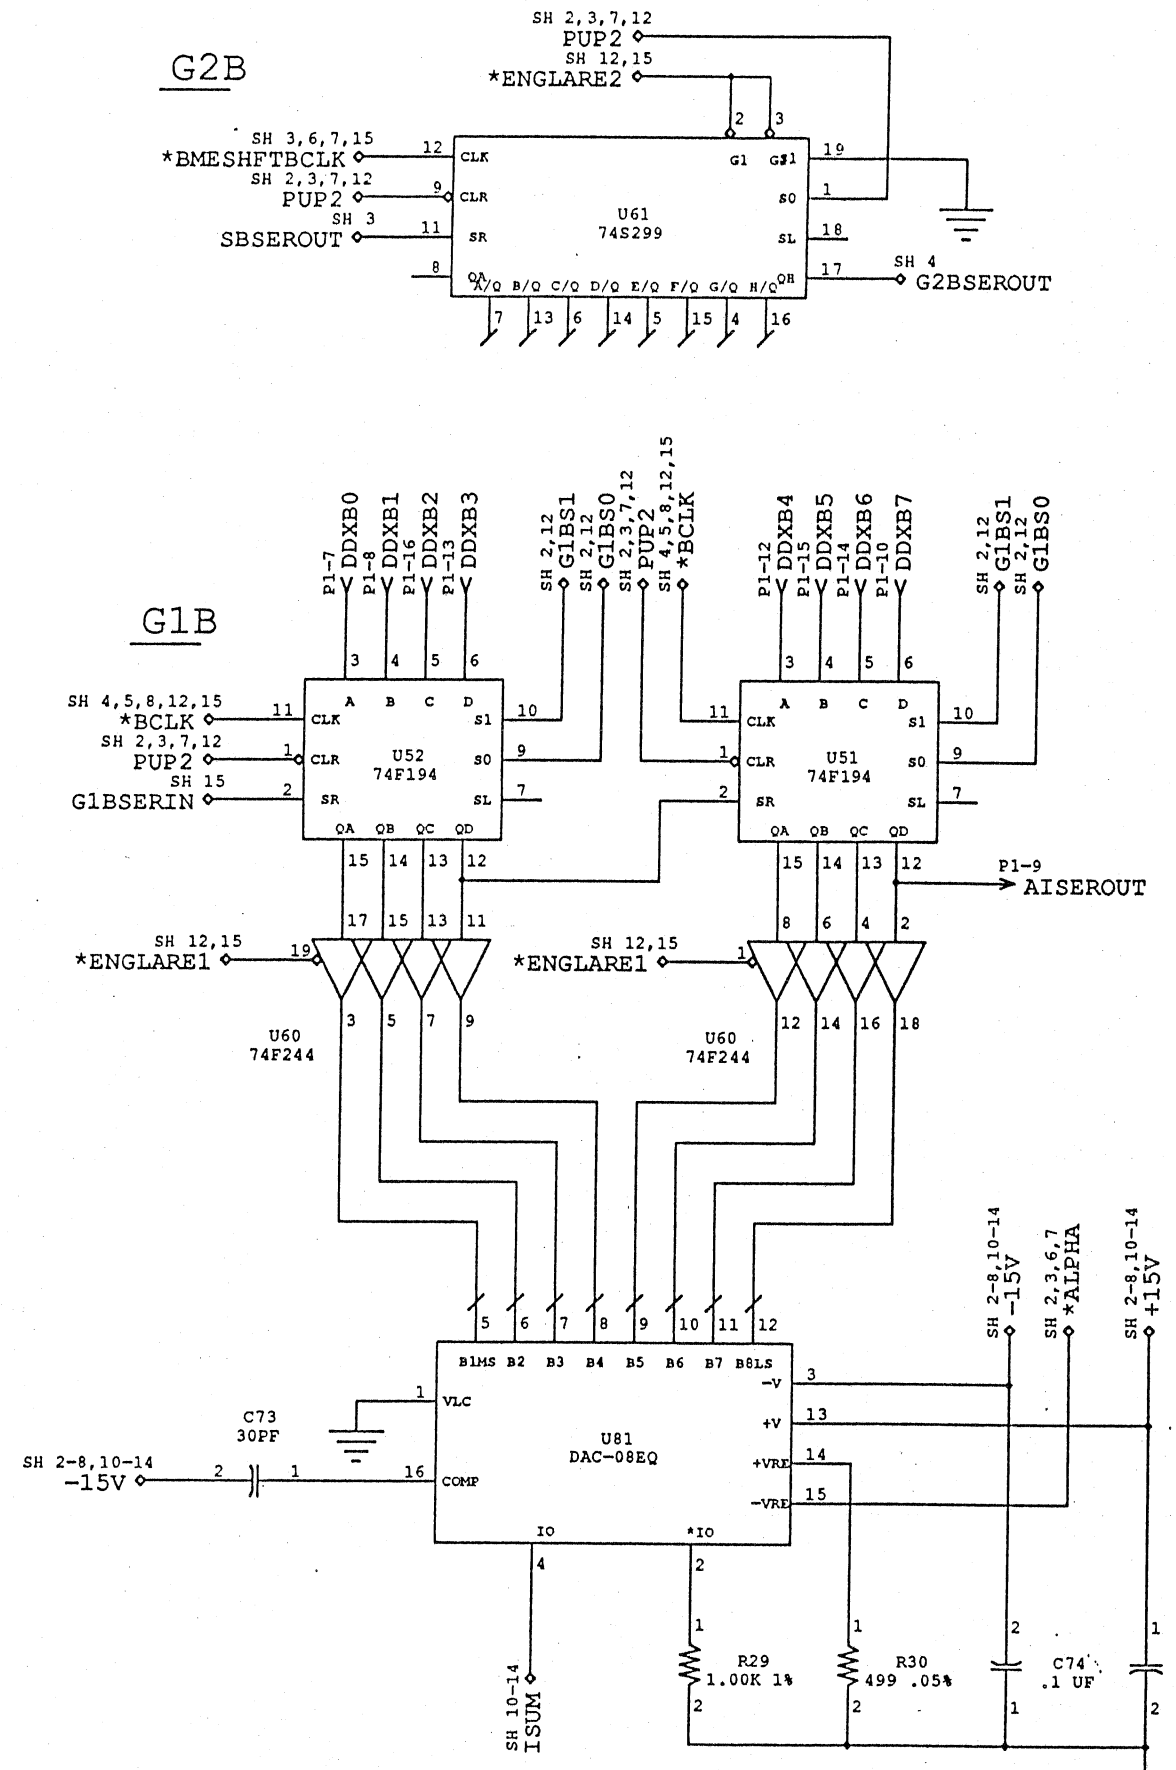 SH 2,3,7,12
PUP2
SH 12,15
*ENGLARE2
G2B
2
3
SH 3,6,7,15
*BMESHFTBCLK
12
CLK
G1
19
SH 2,3,7,12
PUP2
9
CLR
S0
1
SH 3
SBSEROUT
11
SR
U61
74S299
SL
18
8
QA
QH
17
SH 4
G2BSEROUT
A/Q B/Q C/Q D/Q E/Q F/Q G/Q H/Q
7 13 6 14 5 15 4 16
P1-7
DDXB0
P1-8
DDXB1
P1-16
DDXB2
P1-13
DDXB3
SH 2,12
G1BS1
SH 2,12
G1BS0
SH 2,3,7,12
PUP2
SH 4,5,8,12,15
*BCLK
P1-12
DDXB4
P1-15
DDXB5
P1-14
DDXB6
P1-10
DDXB7
SH 2,12
G1BS1
SH 2,12
G1BS0
G1B
3 4 5 6
3 4 5 6
SH 4,5,8,12,15
*BCLK
11
CLK
A B C D
S1
10
11
CLK
A B C D
S1
10
SH 2,3,7,12
PUP2
1
CLR
U52
74F194
S0
9
1
CLR
U51
74F194
S0
9
SH 15
G1BSERIN
2
SR
SL
7
2
SR
SL
7
QA QB QC QD
QA QB QC QD
15 14 13 12
15 14 13 12
P1-9
AISEROUT
17 15 13 11
8 6 4 2
SH 12,15
*ENGLARE1
19
SH 12,15
*ENGLARE1
1
3 5 7 9
12 14 16 18
U60
74F244
U60
74F244
SH 2-8,10-14
-15V
SH 2,3,6,7
*ALPHA
SH 2-8,10-14
+15V
5 6 7 8 9 10 11 12
B1MS B2 B3 B4 B5 B6 B7 B8LS
-V
3
1
VLC
+V
13
C73
30PF
U81
DAC-08EQ
+VRE
14
SH 2-8,10-14
-15V
2
1
16
COMP
-VRE
15
IO
*IO
4
2
1
1
2
1
R29
1.00K 1%
R30
499 .05%
C74
.1 UF
2
2
1
2
SH 10-14
ISUM